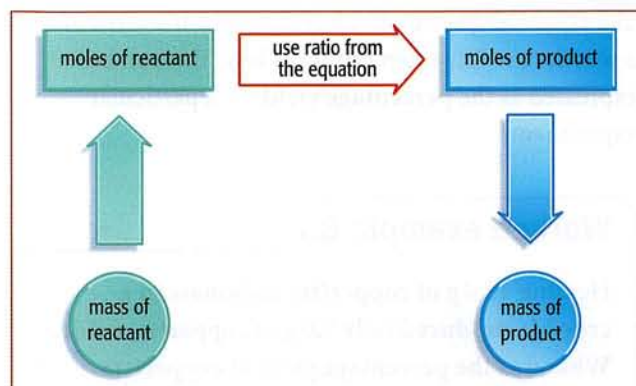 moles of reactant
use ratio from
the equation
moles of product
mass of
reactant
mass of
product